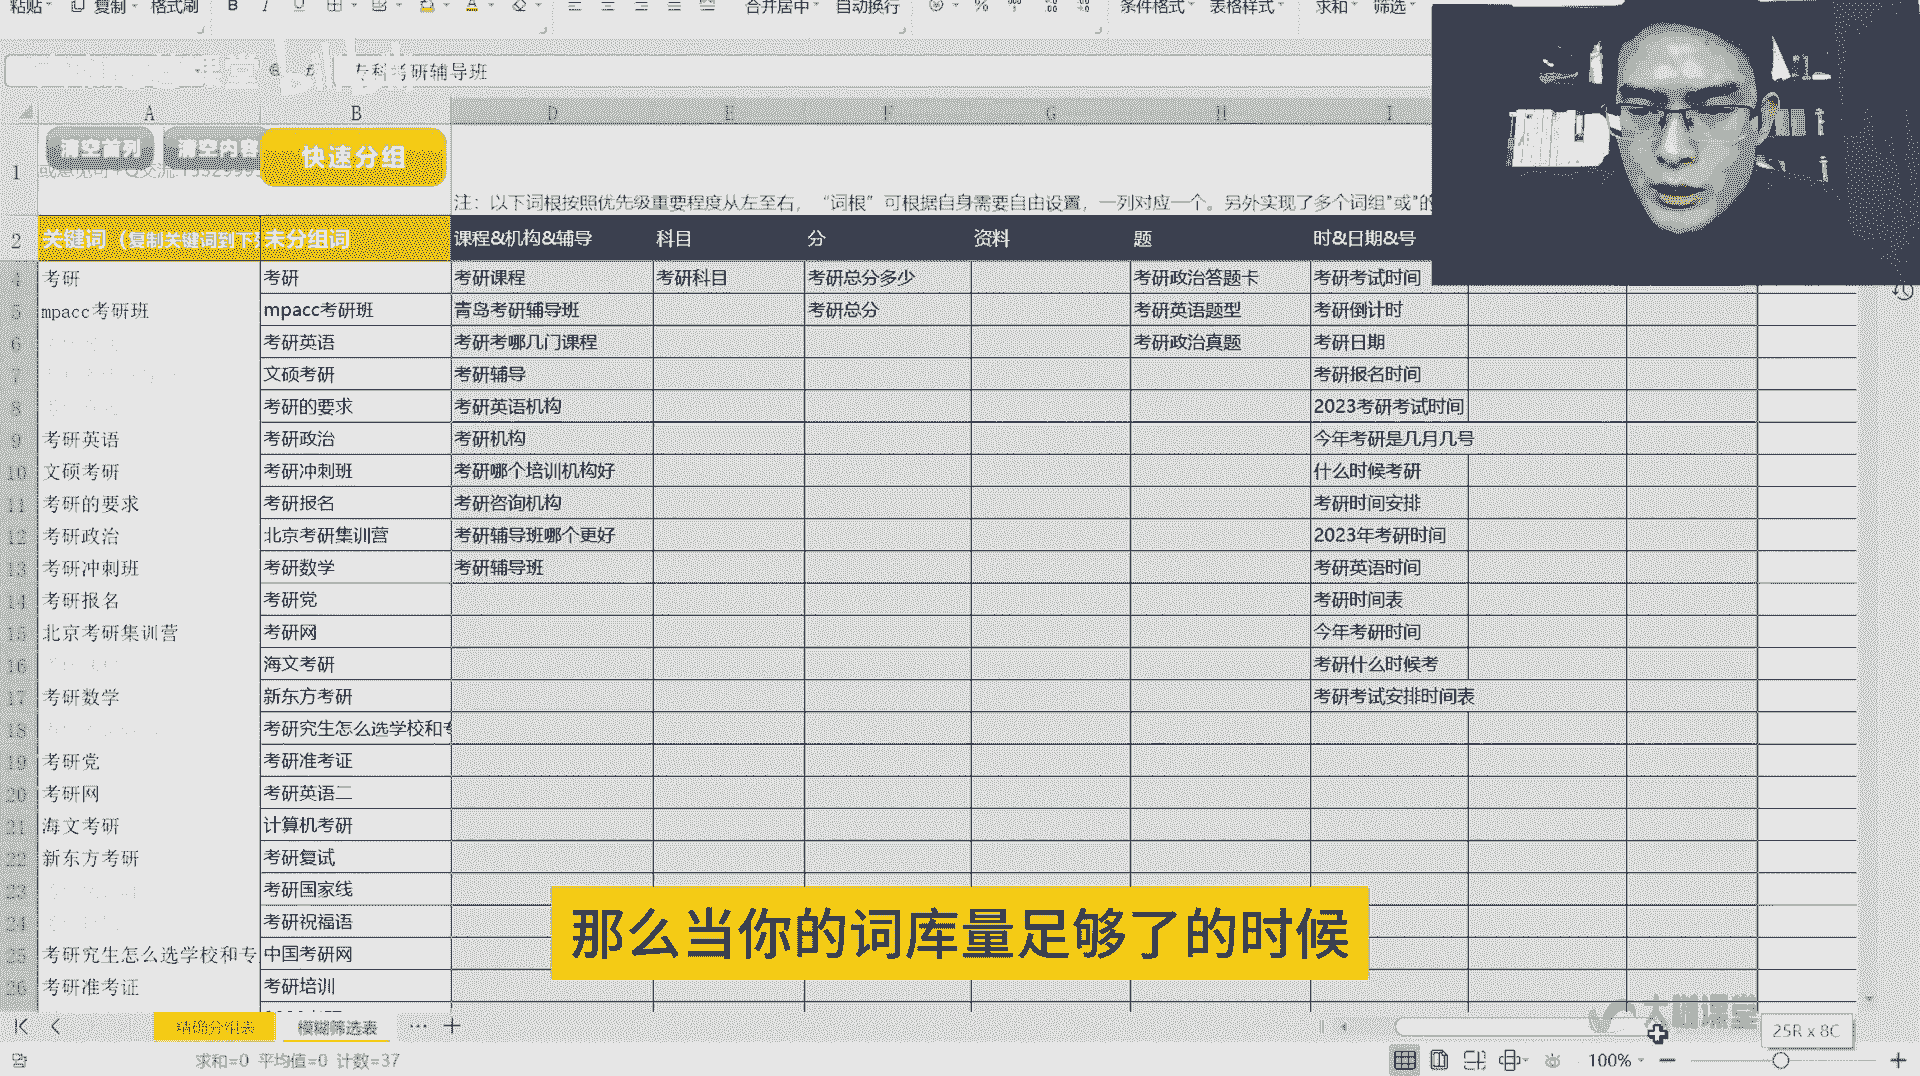 粘贴 复制 格式刷 B I U 合并居中 自动换行 % 条件格式 表格样式 求和 筛选
专科考研辅导班
A B D E F G H I
1 清空首列 清空内容 快速分组
注：以下词根按照优先级重要程度从左至右，“词根”可根据自身需要自由设置，一列对应一个。另外实现了多个词组"或"的
2 关键词（复制关键词到下 未分组词 课程&机构&辅导 科目 分 资料 题 时&日期&号
4 考研 考研 考研课程 考研科目 考研总分多少 考研政治答题卡 考研考试时间
5 mpacc考研班 mpacc考研班 青岛考研辅导班 考研总分 考研英语题型 考研倒计时
6 考研英语 考研考哪几门课程 考研政治真题 考研日期
7 文硕考研 考研辅导 考研报名时间
8 考研的要求 考研英语机构 2023考研考试时间
9 考研英语 考研政治 考研机构 今年考研是几月几号
10 文硕考研 考研冲刺班 考研哪个培训机构好 什么时候考研
11 考研的要求 考研报名 考研咨询机构 考研时间安排
12 考研政治 北京考研集训营 考研辅导班哪个更好 2023年考研时间
13 考研冲刺班 考研数学 考研辅导班 考研英语时间
14 考研报名 考研党 考研时间表
15 北京考研集训营 考研网 今年考研时间
16 海文考研 考研什么时候考
17 考研数学 新东方考研 考研考试安排时间表
18 考研究生怎么选学校和专
19 考研党 考研准考证
20 考研网 考研英语二
21 海文考研 计算机考研
22 新东方考研 考研复试
23 考研国家线
24 考研祝福语
25 考研究生怎么选学校和专 中国考研网
26 考研准考证 考研培训
那么当你的词库量足够了的时候
精确分组表 模糊筛选表 ··· +
大雄课堂
25R x 8C
求和=0 平均值=0 计数=37 100%